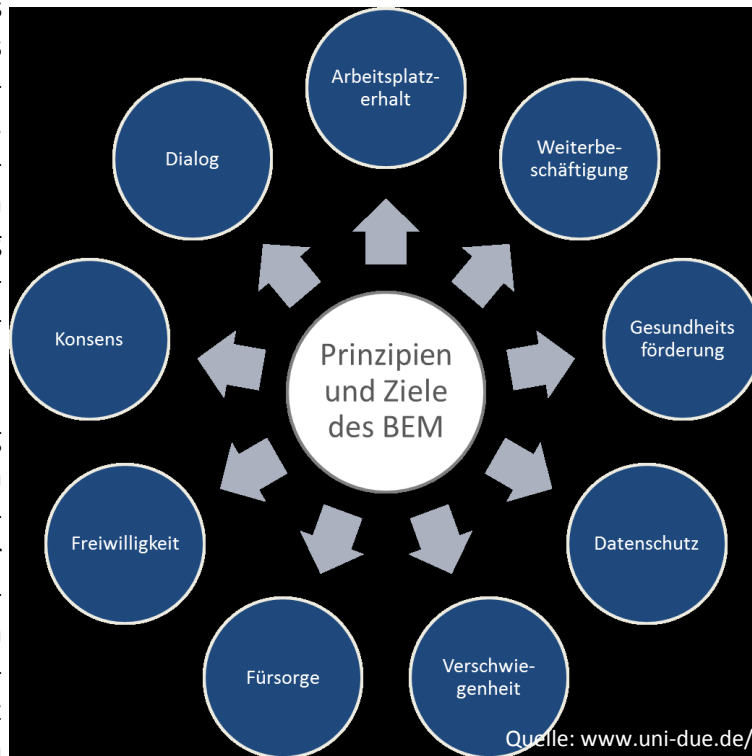 Arbeitsplatz-
erhalt
Weiterbe-
schäftigung
Gesundheits
förderung
Datenschutz
Verschwie-
genheit
Fürsorge
Freiwilligkeit
Konsens
Dialog
Prinzipien
und Ziele
des BEM
Quelle: www.uni-due.de/